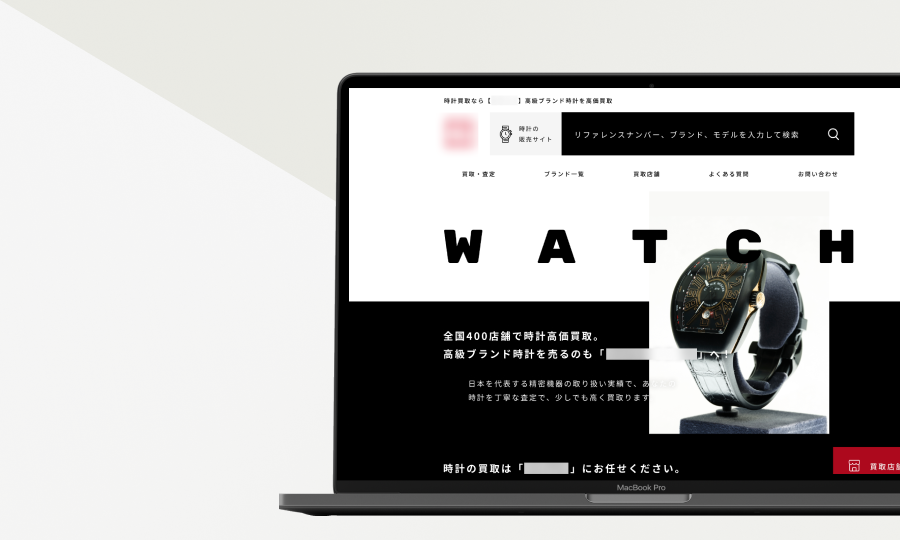 時計買取なら【 】高級ブランド時計を高価買取
時計の
販売サイト
リファレンスナンバー、ブランド、モデルを入力して検索
買取・査定 ブランド一覧 買取店舗 よくある質問 お問い合わせ
WATCH
全国400店舗で時計高価買取。
高級ブランド時計を売るのも「 」へ!
日本を代表する精密機器の取り扱い実績で、
時計を丁寧な査定で、少しでも高く買取ります
時計の買取は「 」にお任せください。
買取店
MacBook Pro